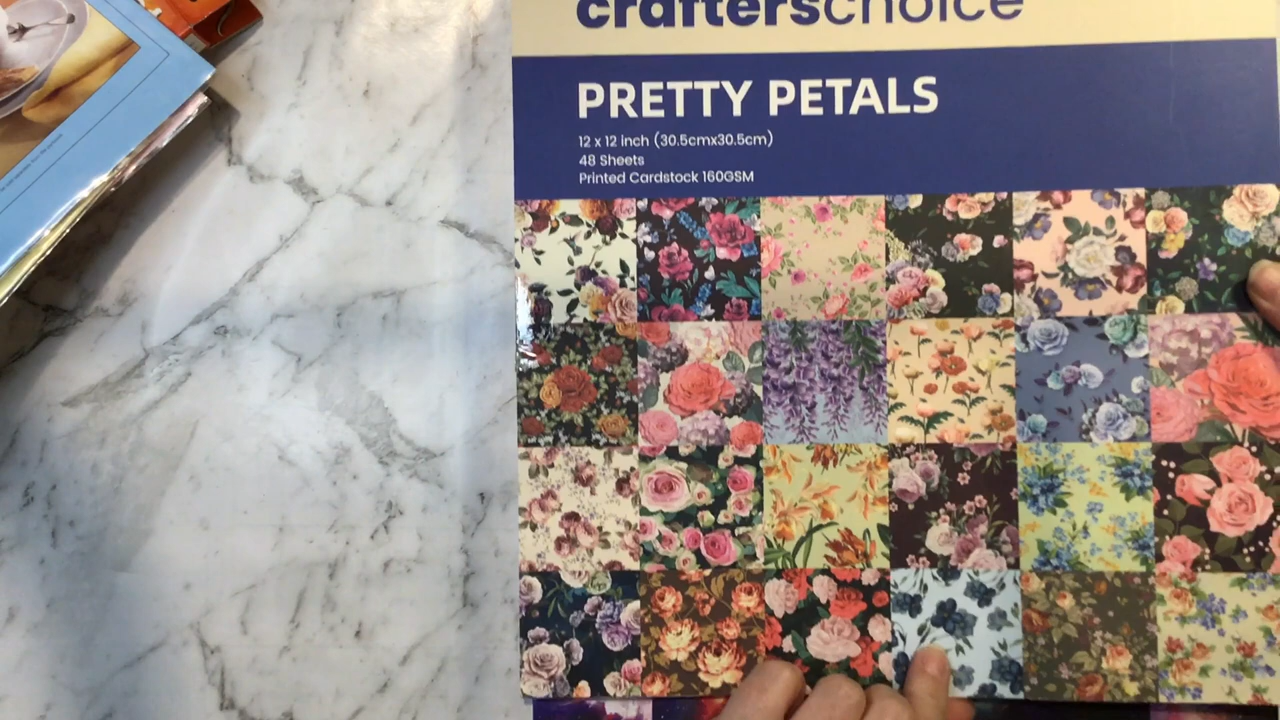 crafterschoice
PRETTY PETALS
12 x 12 inch (30.5cmx30.5cm)
48 Sheets
Printed Cardstock 160GSM